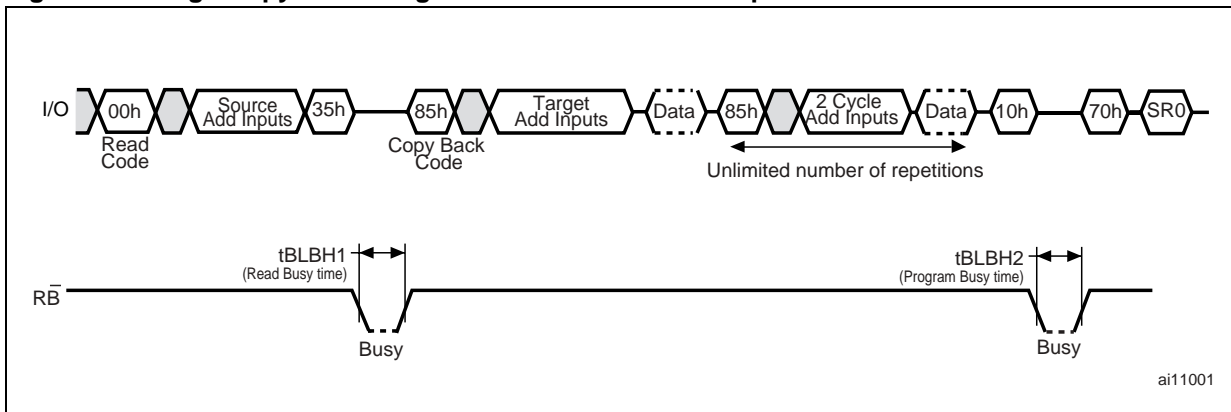 I/O 00h Source Add Inputs 35h 85h Target Add Inputs Data 85h 2 Cycle Add Inputs Data 10h 70h SR0
Read Code
Copy Back Code
Unlimited number of repetitions
tBLBH1
(Read Busy time)
tBLBH2
(Program Busy time)
RB
Busy
Busy
ai11001